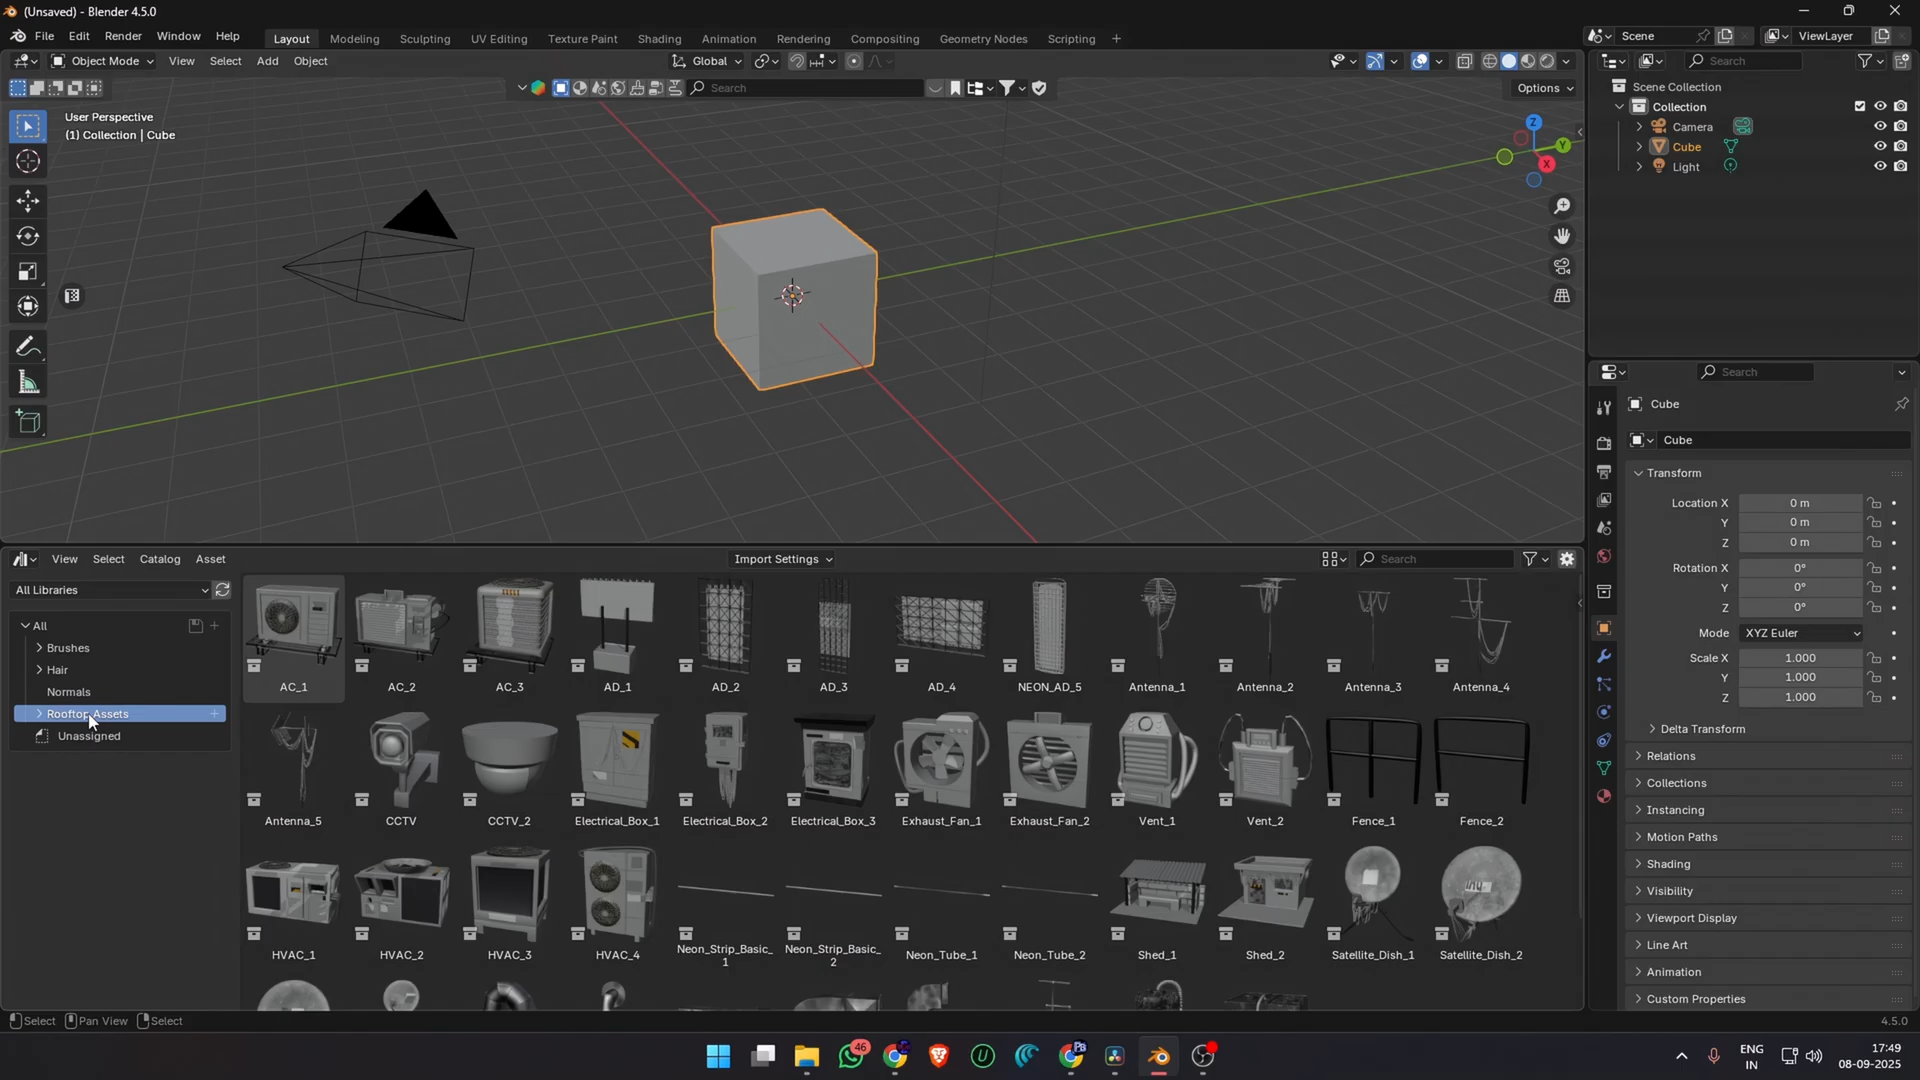 (Unsaved) - Blender 4.5.0
File Edit Render Window Help
Layout Modeling Sculpting UV Editing Texture Paint Shading Animation Rendering Compositing Geometry Nodes Scripting +
Scene
ViewLayer
Object Mode View Select Add Object
Global
Search
Options
User Perspective
(1) Collection | Cube
Z
Y
X
Search
Scene Collection
Collection
Camera
Cube
Light
Search
Cube
Cube
Transform
Location X 0 m
Y 0 m
Z 0 m
Rotation X 0°
Y 0°
Z 0°
Mode XYZ Euler
Scale X 1.000
Y 1.000
Z 1.000
Delta Transform
Relations
Collections
Instancing
Motion Paths
Shading
Visibility
Viewport Display
Line Art
Animation
Custom Properties
View Select Catalog Asset
Import Settings
Search
All Libraries
All
Brushes
Hair
Normals
Rooftop Assets
Unassigned
AC_1 AC_2 AC_3 AD_1 AD_2 AD_3 AD_4 NEON_AD_5 Antenna_1 Antenna_2 Antenna_3 Antenna_4
Antenna_5 CCTV CCTV_2 Electrical_Box_1 Electrical_Box_2 Electrical_Box_3 Exhaust_Fan_1 Exhaust_Fan_2 Vent_1 Vent_2 Fence_1 Fence_2
HVAC_1 HVAC_2 HVAC_3 HVAC_4 Neon_Strip_Basic_1 Neon_Strip_Basic_2 Neon_Tube_1 Neon_Tube_2 Shed_1 Shed_2 Satellite_Dish_1 Satellite_Dish_2
Select Pan View Select
4.5.0
46
Ps
ENG
IN
17:49
08-09-2025